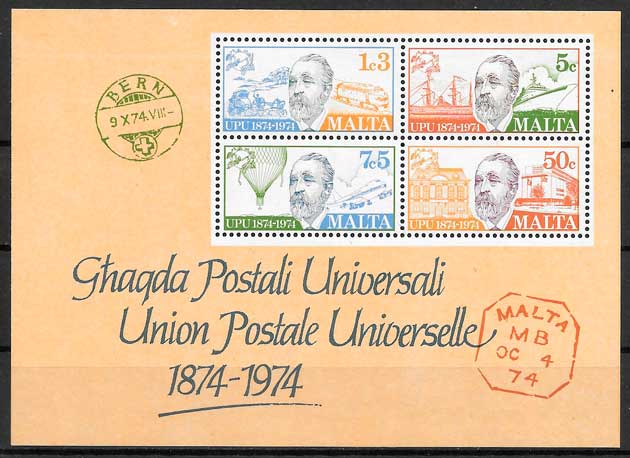 BERN
9 X 74.VIII-
1c3
UPU 1874-1974
MALTA
5c
UPU 1874-1974
MALTA
7c5
UPU 1874-1974
MALTA
50c
UPU 1874-1974
MALTA
Għaqda Postali Universali
Union Postale Universelle
1874-1974
MALTA
MB
OC 4
74